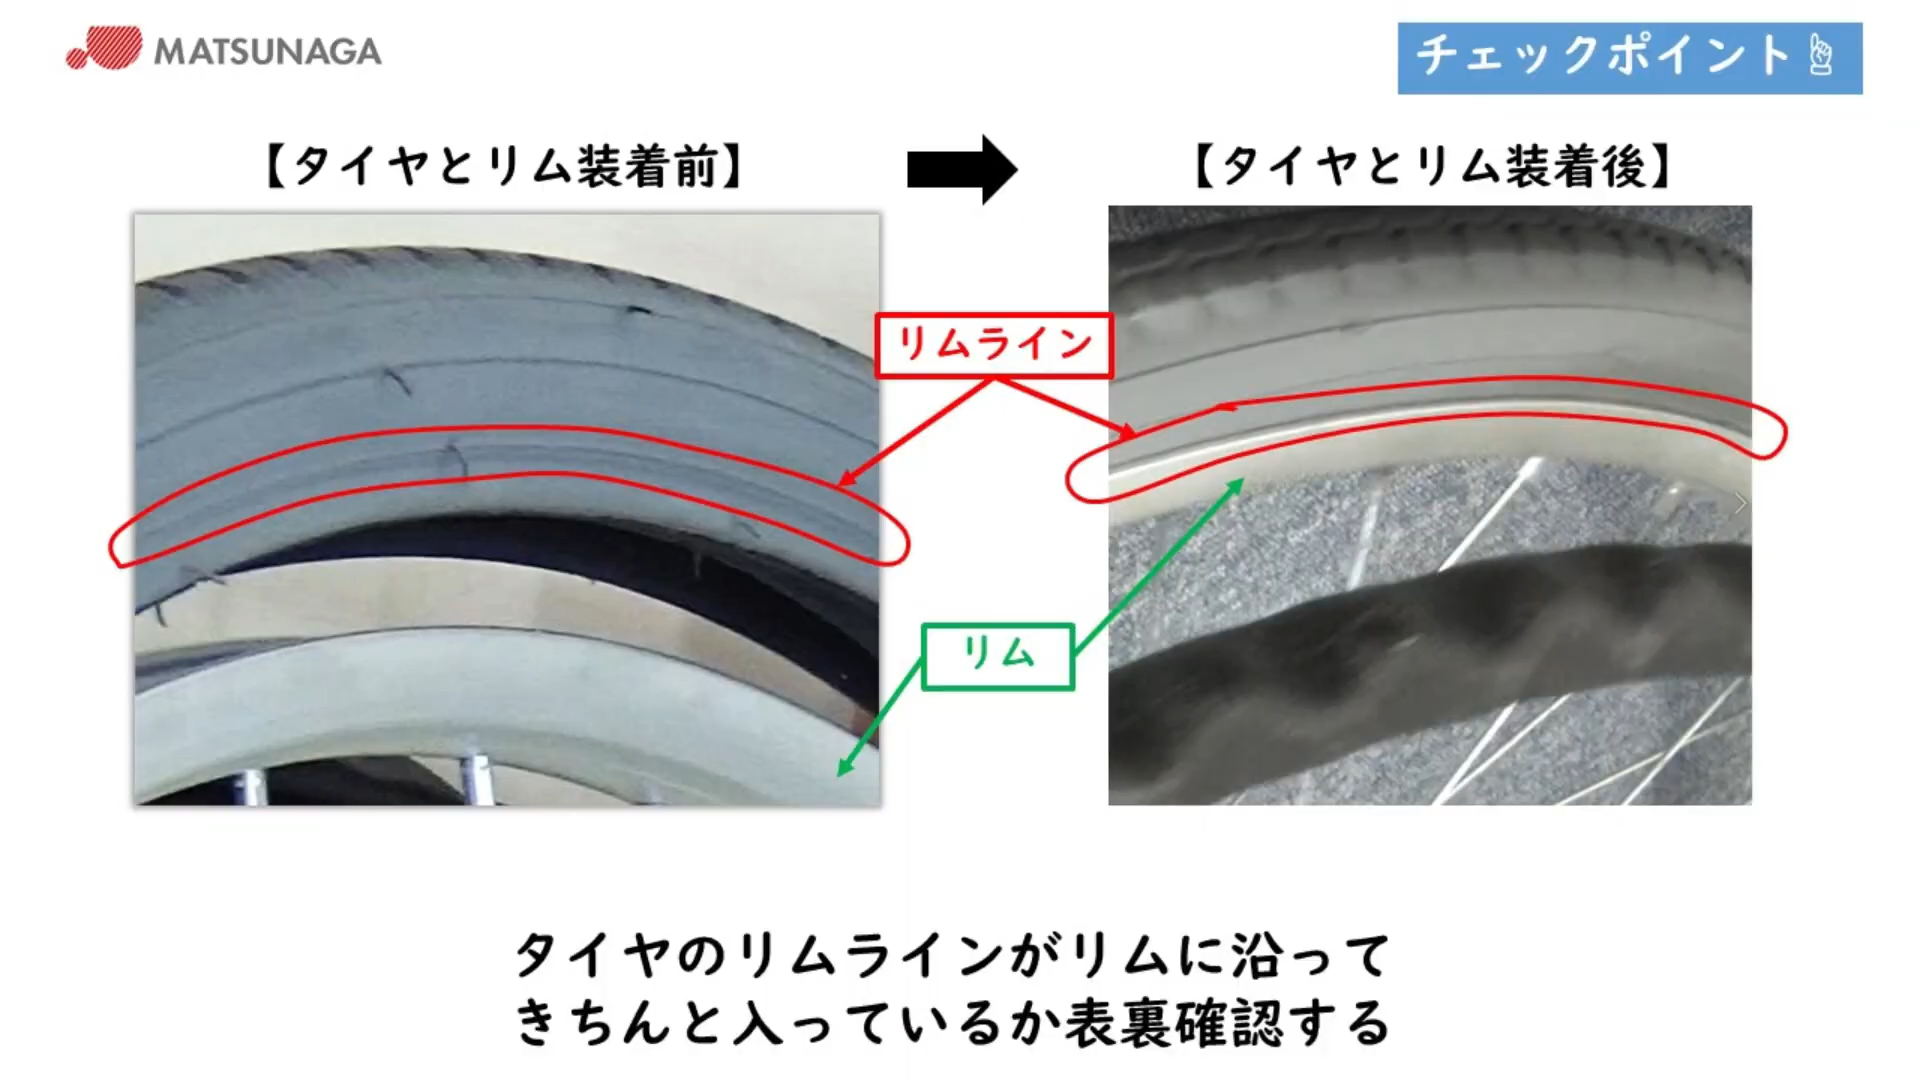 MATSUNAGA
チェックポイント☝
【タイヤとリム装着前】
【タイヤとリム装着後】
リムライン
リム
タイヤのリムラインがリムに沿って
きちんと入っているか表裏確認する